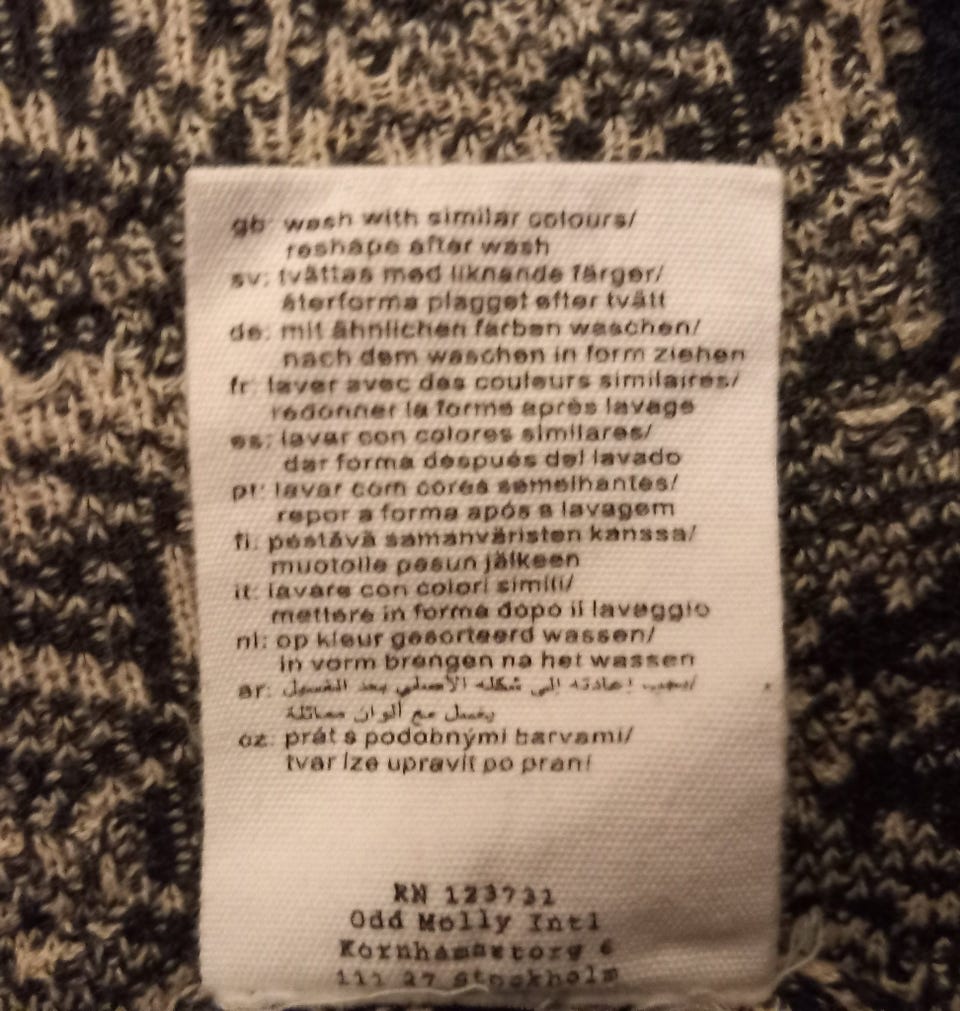 gb: wash with similar colours/
reshape after wash
sv: tvättas med liknande färger/
återforma plagget efter tvätt
de: mit ähnlichen farben waschen/
nach dem waschen in form ziehen
fr: laver avec des couleurs similaires/
redonner la forme après lavage
es: lavar con colores similares/
dar forma después del lavado
pt: lavar com cores semelhantes/
repor a forma após a lavagem
fi: pestävä samanväristen kanssa/
muotoile pesun jälkeen
it: lavare con colori simili/
mettere in forma dopo il lavaggio
nl: op kleur gesorteerd wassen/
in vorm brengen na het wassen
ar: يجب إعادته إلى شكله الأصلي بعد الغسيل/
يغسل مع ألوان مماثلة
cz: prát s podobnými barvami/
tvar lze upravit po praní
RN 123731
Odd Molly Intl
Kornhamnstorg 6
111 27 Stockholm